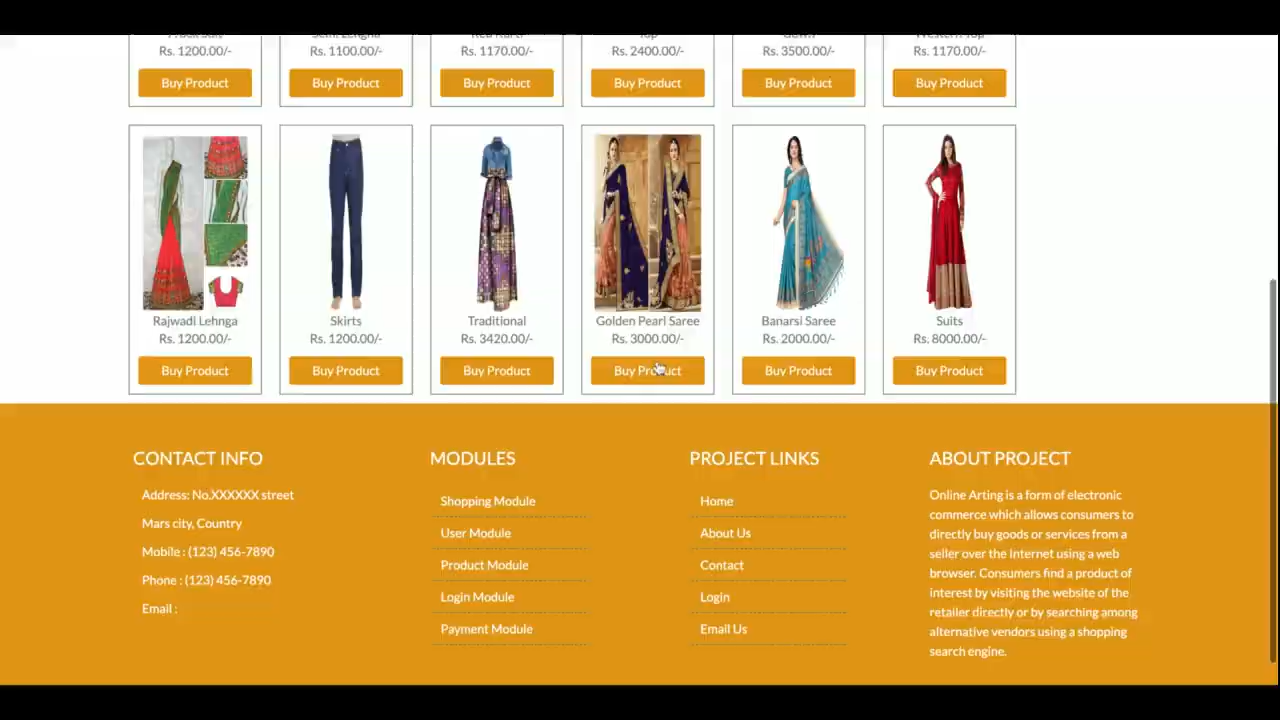 Rs. 1200.00/-
Rs. 1100.00/-
Rs. 1170.00/-
Rs. 2400.00/-
Rs. 3500.00/-
Rs. 1170.00/-
Buy Product
Buy Product
Buy Product
Buy Product
Buy Product
Buy Product
Rajwadi Lehnga
Skirts
Traditional
Golden Pearl Saree
Banarsi Saree
Suits
Rs. 1200.00/-
Rs. 1200.00/-
Rs. 3420.00/-
Rs. 3000.00/-
Rs. 2000.00/-
Rs. 8000.00/-
Buy Product
Buy Product
Buy Product
Buy Product
Buy Product
Buy Product
CONTACT INFO
Address: No.XXXXXX street
Mars city, Country
Mobile : (123) 456-7890
Phone : (123) 456-7890
Email :
MODULES
Shopping Module
User Module
Product Module
Login Module
Payment Module
PROJECT LINKS
Home
About Us
Contact
Login
Email Us
ABOUT PROJECT
Online Arting is a form of electronic
commerce which allows consumers to
directly buy goods or services from a
seller over the Internet using a web
browser. Consumers find a product of
interest by visiting the website of the
retailer directly or by searching among
alternative vendors using a shopping
search engine.